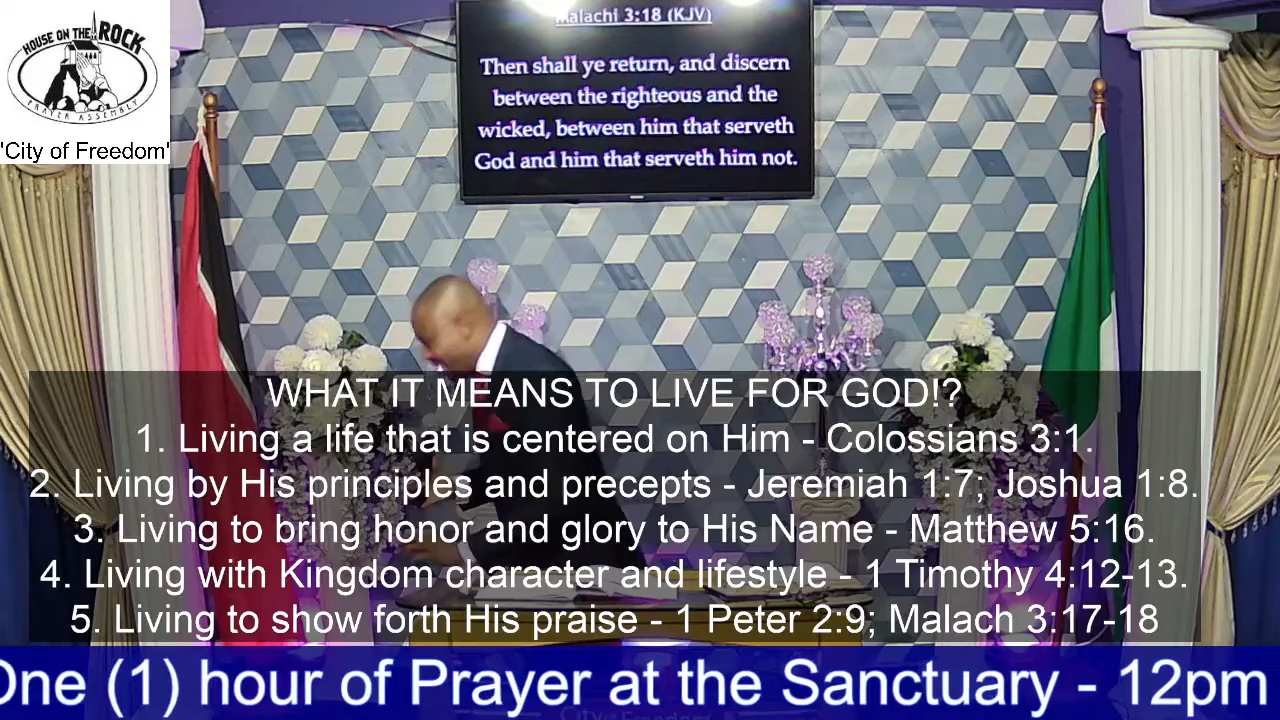 HOUSE ON THE ROCK
PRAYER ASSEMBLY
'City of Freedom'
Malachi 3:18 (KJV)
Then shall ye return, and discern
between the righteous and the
wicked, between him that serveth
God and him that serveth him not.
WHAT IT MEANS TO LIVE FOR GOD!?
1. Living a life that is centered on Him - Colossians 3:1.
2. Living by His principles and precepts - Jeremiah 1:7; Joshua 1:8.
3. Living to bring honor and glory to His Name - Matthew 5:16.
4. Living with Kingdom character and lifestyle - 1 Timothy 4:12-13.
5. Living to show forth His praise - 1 Peter 2:9; Malach 3:17-18
One (1) hour of Prayer at the Sanctuary - 12pm
City of Freedom